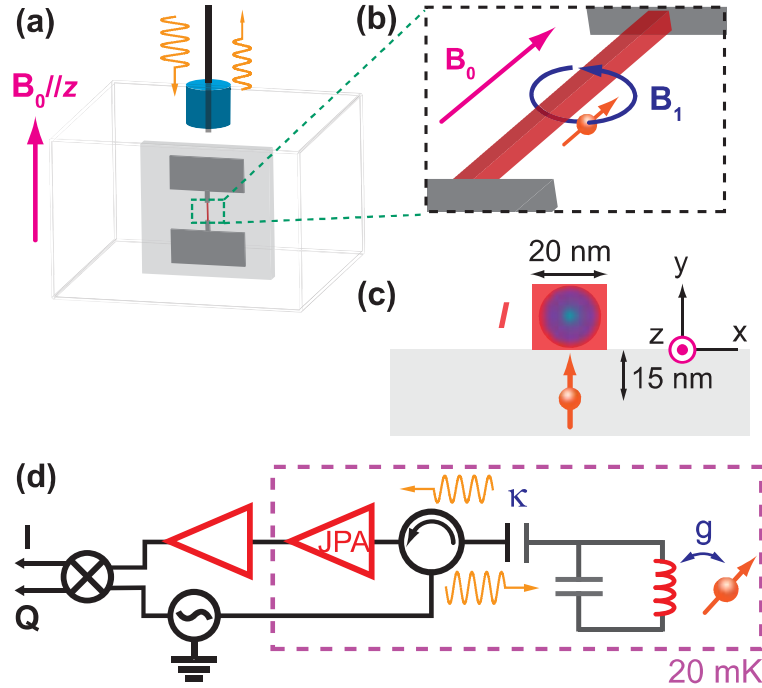 (a)
B₀//z
(b)
B₀
B₁
(c)
20 nm
I
y
z
x
15 nm
(d)
I
Q
JPA
κ
g
20 mK